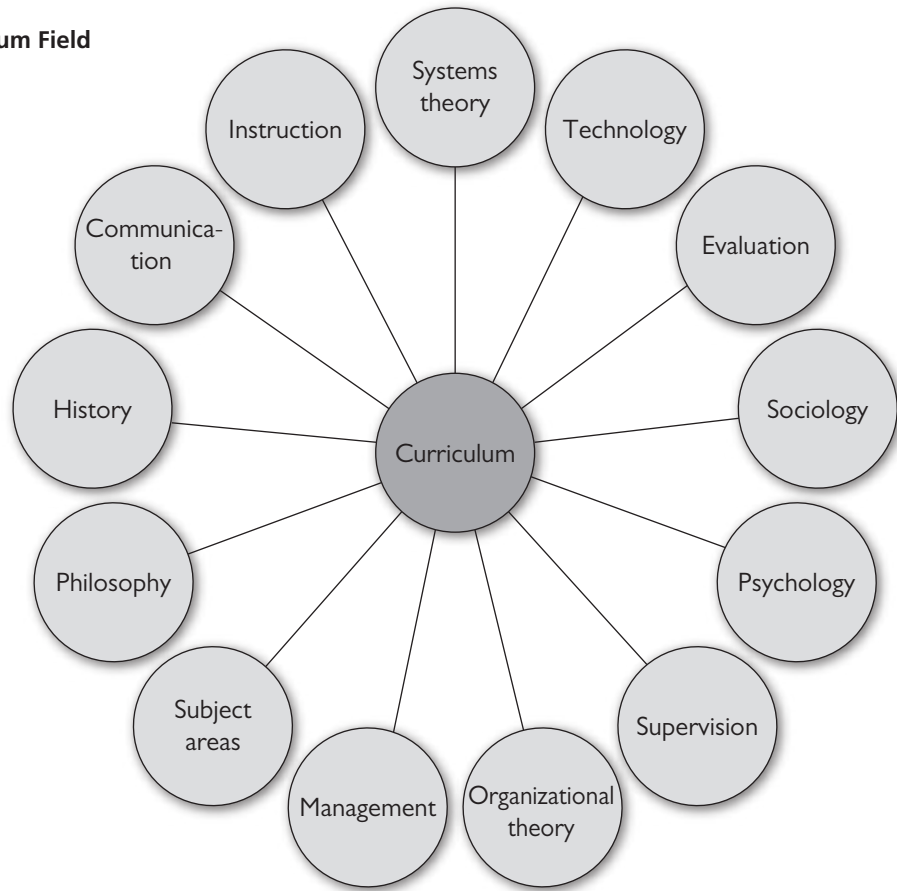 um Field
Systems
theory
Technology
Evaluation
Sociology
Psychology
Supervision
Organizational
theory
Management
Subject
areas
Philosophy
History
Communica-
tion
Instruction
Curriculum